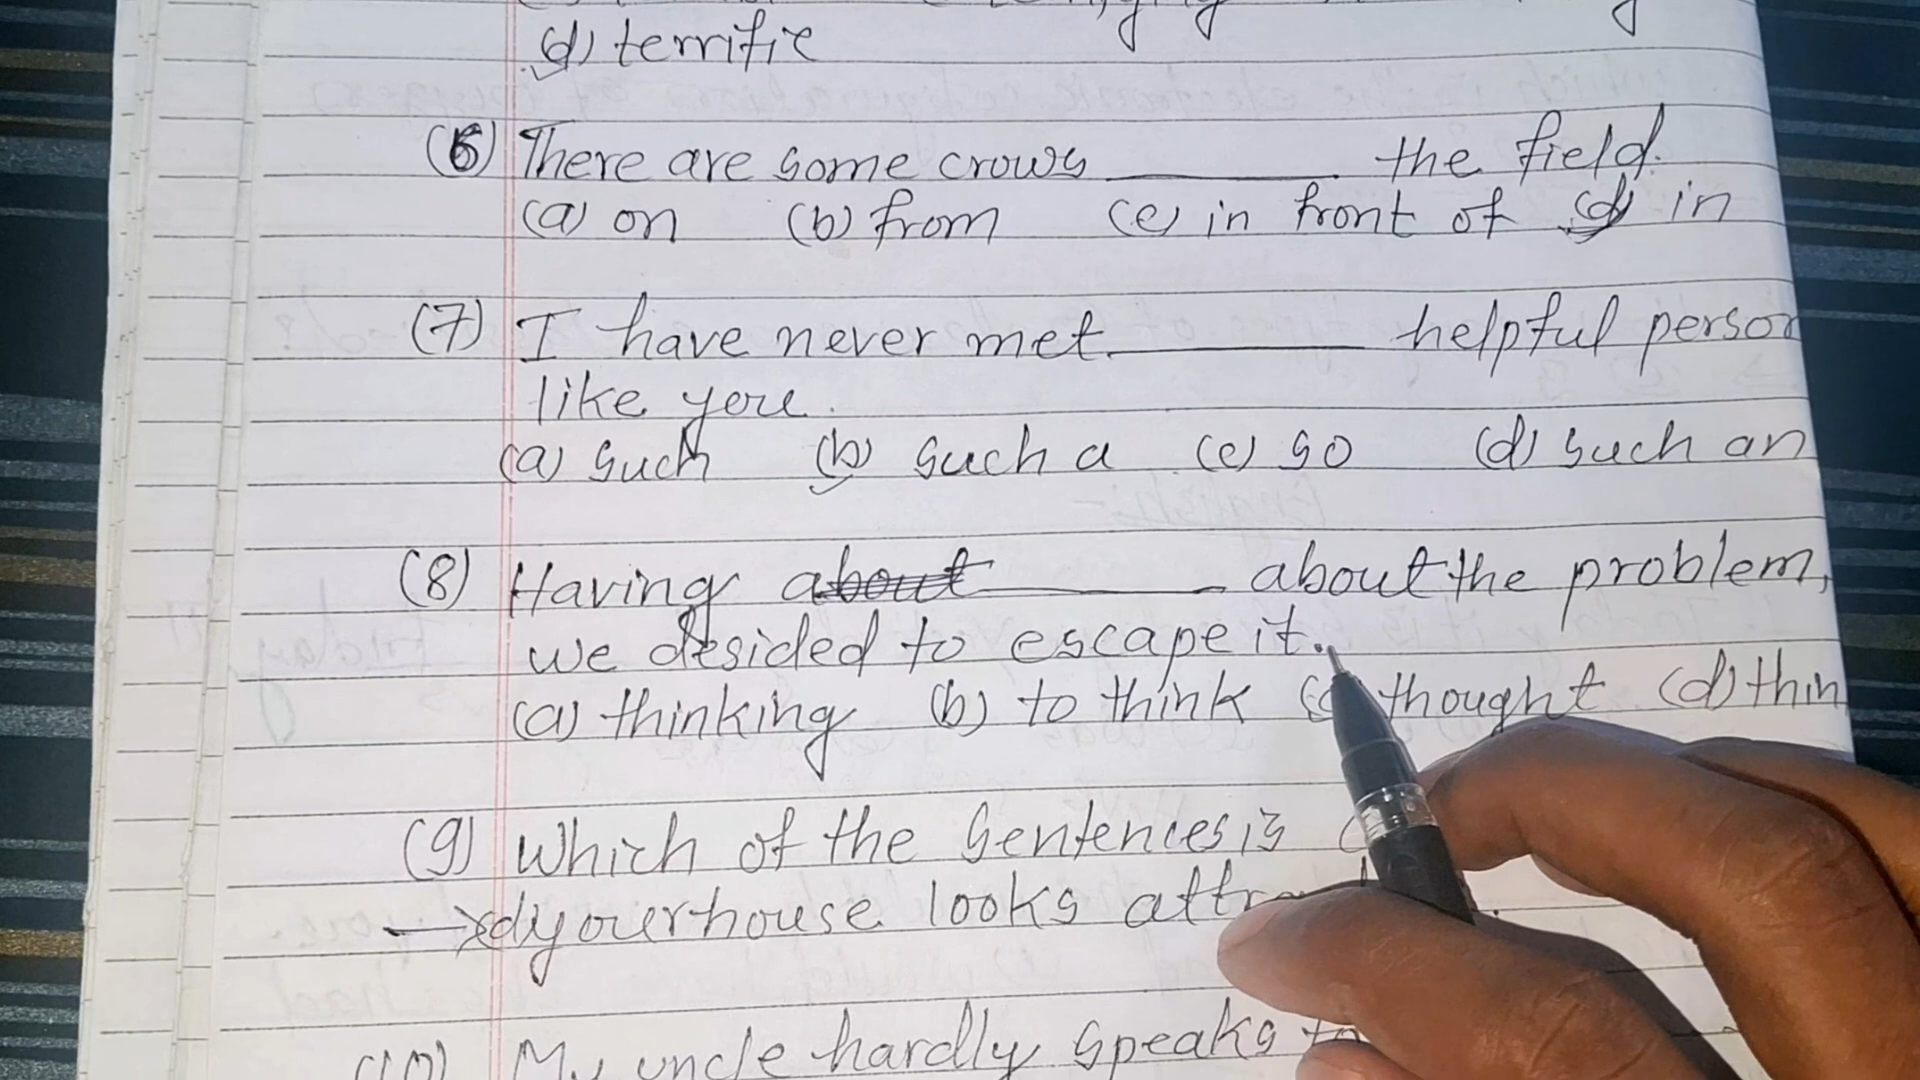 (d) terrific
(6) There are some crows ______ the field.
(a) on (b) from (c) in front of (d) in
(7) I have never met ______ helpful person
like you.
(a) such (b) such a (c) so (d) such an
(8) Having about ______ about the problem,
we desided to escape it.
(a) thinking (b) to think (c) thought (d) thin
(9) Which of the sentences is
→ d) your house looks
(10) My uncle hardly speaks to